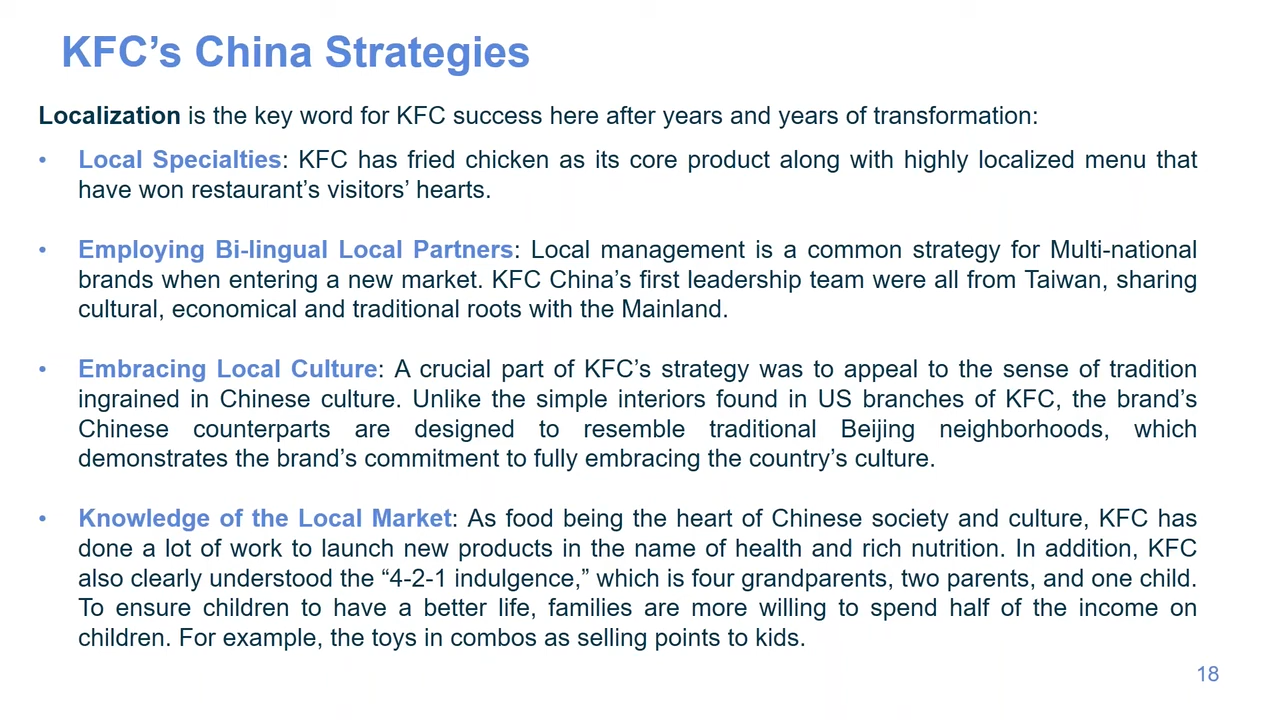 KFC’s China Strategies
Localization is the key word for KFC success here after years and years of transformation:
• Local Specialties: KFC has fried chicken as its core product along with highly localized menu that
have won restaurant’s visitors’ hearts.
• Employing Bi-lingual Local Partners: Local management is a common strategy for Multi-national
brands when entering a new market. KFC China’s first leadership team were all from Taiwan, sharing
cultural, economical and traditional roots with the Mainland.
• Embracing Local Culture: A crucial part of KFC’s strategy was to appeal to the sense of tradition
ingrained in Chinese culture. Unlike the simple interiors found in US branches of KFC, the brand’s
Chinese counterparts are designed to resemble traditional Beijing neighborhoods, which
demonstrates the brand’s commitment to fully embracing the country’s culture.
• Knowledge of the Local Market: As food being the heart of Chinese society and culture, KFC has
done a lot of work to launch new products in the name of health and rich nutrition. In addition, KFC
also clearly understood the “4-2-1 indulgence,” which is four grandparents, two parents, and one child.
To ensure children to have a better life, families are more willing to spend half of the income on
children. For example, the toys in combos as selling points to kids.
18